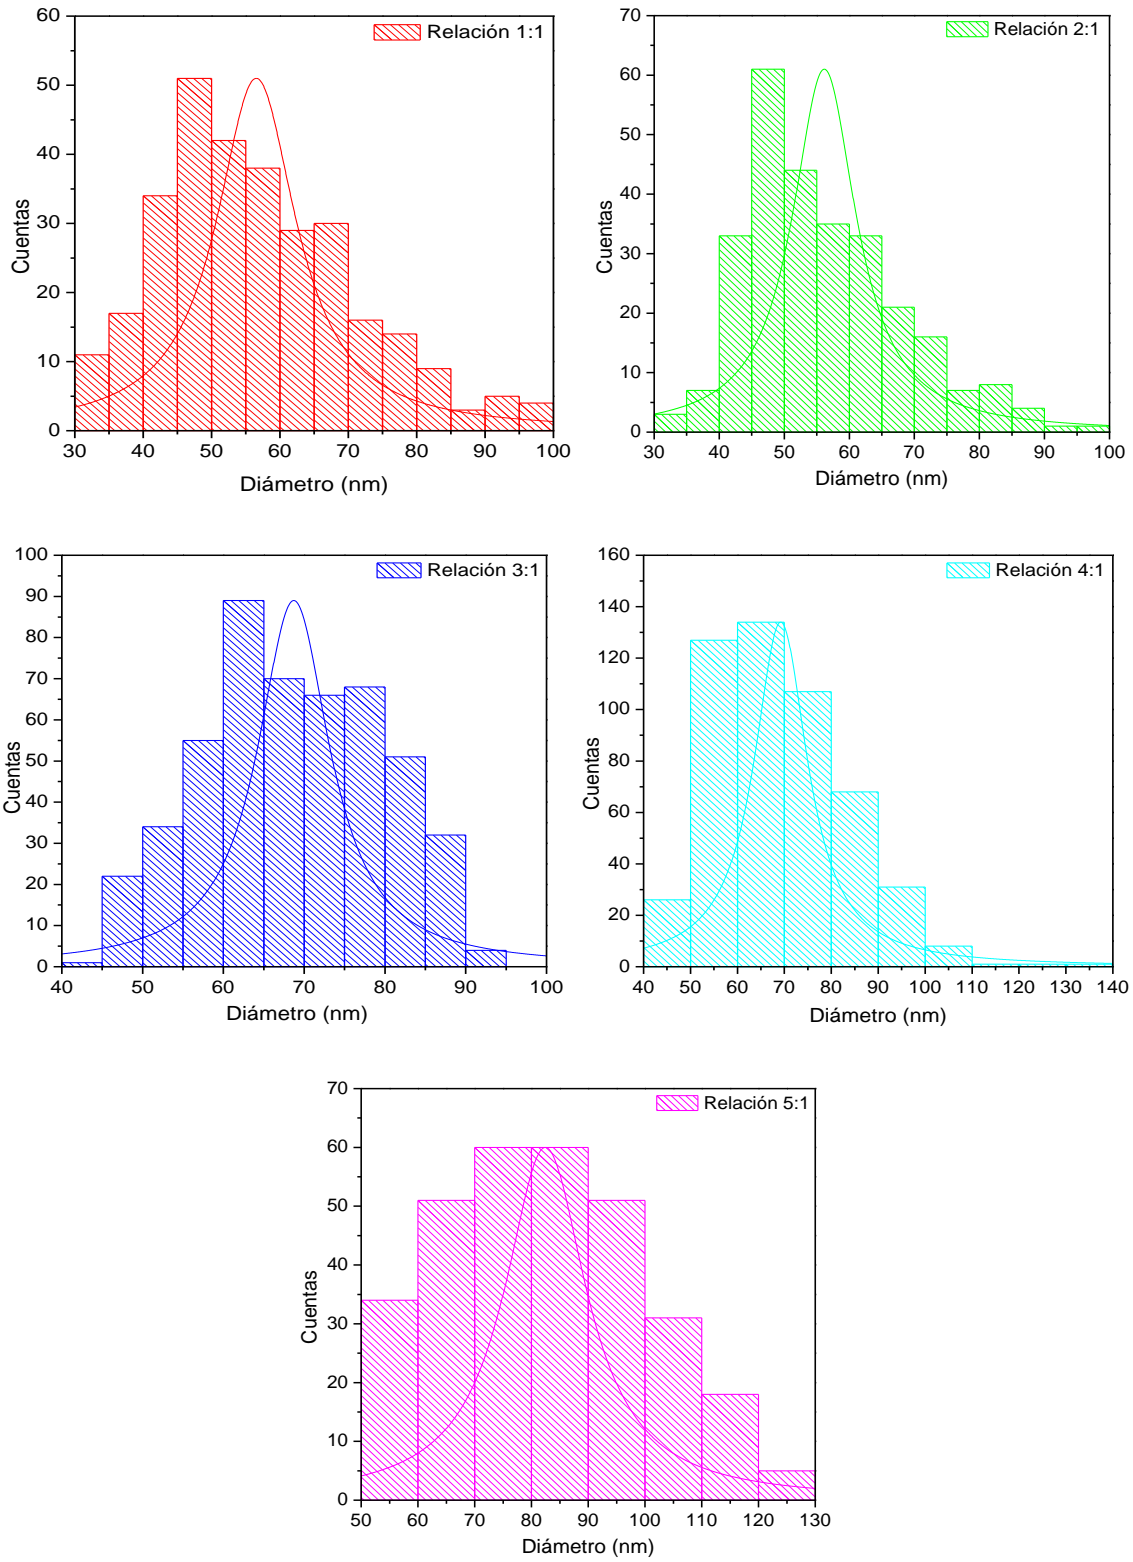 Relación 1:1
60
50
40
30
20
10
0
Cuentas
30 40 50 60 70 80 90 100
Diámetro (nm)
Relación 2:1
70
60
50
40
30
20
10
0
Cuentas
30 40 50 60 70 80 90 100
Diámetro (nm)
Relación 3:1
100
90
80
70
60
50
40
30
20
10
0
Cuentas
40 50 60 70 80 90 100
Diámetro (nm)
Relación 4:1
160
140
120
100
80
60
40
20
0
Cuentas
40 50 60 70 80 90 100 110 120 130 140
Diámetro (nm)
Relación 5:1
70
60
50
40
30
20
10
0
Cuentas
50 60 70 80 90 100 110 120 130
Diámetro (nm)